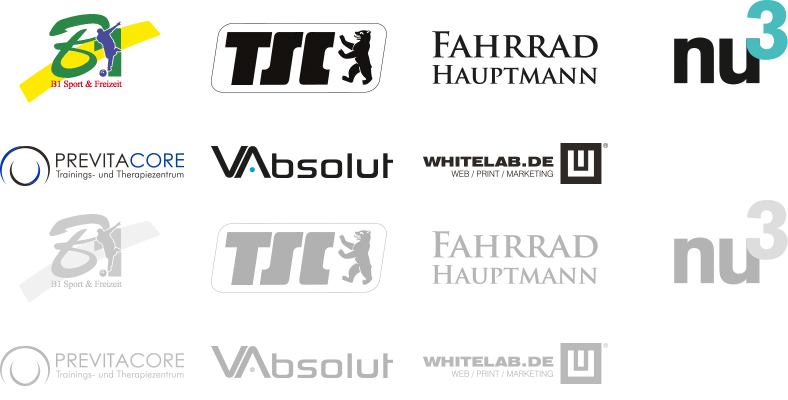 B1
B1 Sport & Freizeit
TSC
FAHRRAD
HAUPTMANN
nu3
PREVITACORE
Trainings- und Therapiezentrum
VAbsolut
WHITELAB.DE
WEB / PRINT / MARKETING
W ®
B1
B1 Sport & Freizeit
TSC
FAHRRAD
HAUPTMANN
nu3
PREVITACORE
Trainings- und Therapiezentrum
VAbsolut
WHITELAB.DE
WEB / PRINT / MARKETING
W ®